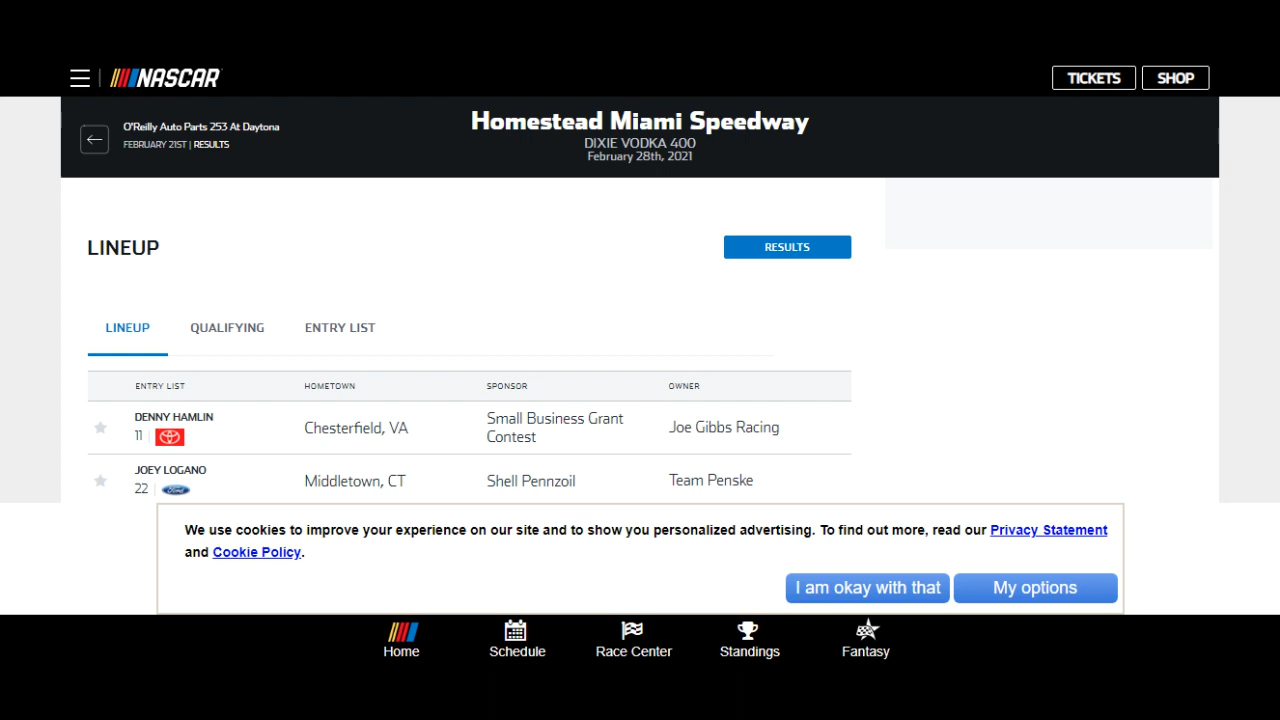 NASCAR
TICKETS
SHOP
O'Reilly Auto Parts 253 At Daytona
FEBRUARY 21ST | RESULTS
Homestead Miami Speedway
DIXIE VODKA 400
February 28th, 2021
LINEUP
RESULTS
LINEUP QUALIFYING ENTRY LIST
ENTRY LIST HOMETOWN SPONSOR OWNER
DENNY HAMLIN
11
Chesterfield, VA
Small Business Grant
Contest
Joe Gibbs Racing
JOEY LOGANO
22
Ford
Middletown, CT
Shell Pennzoil
Team Penske
We use cookies to improve your experience on our site and to show you personalized advertising. To find out more, read our Privacy Statement
and Cookie Policy.
I am okay with that
My options
Home Schedule Race Center Standings Fantasy